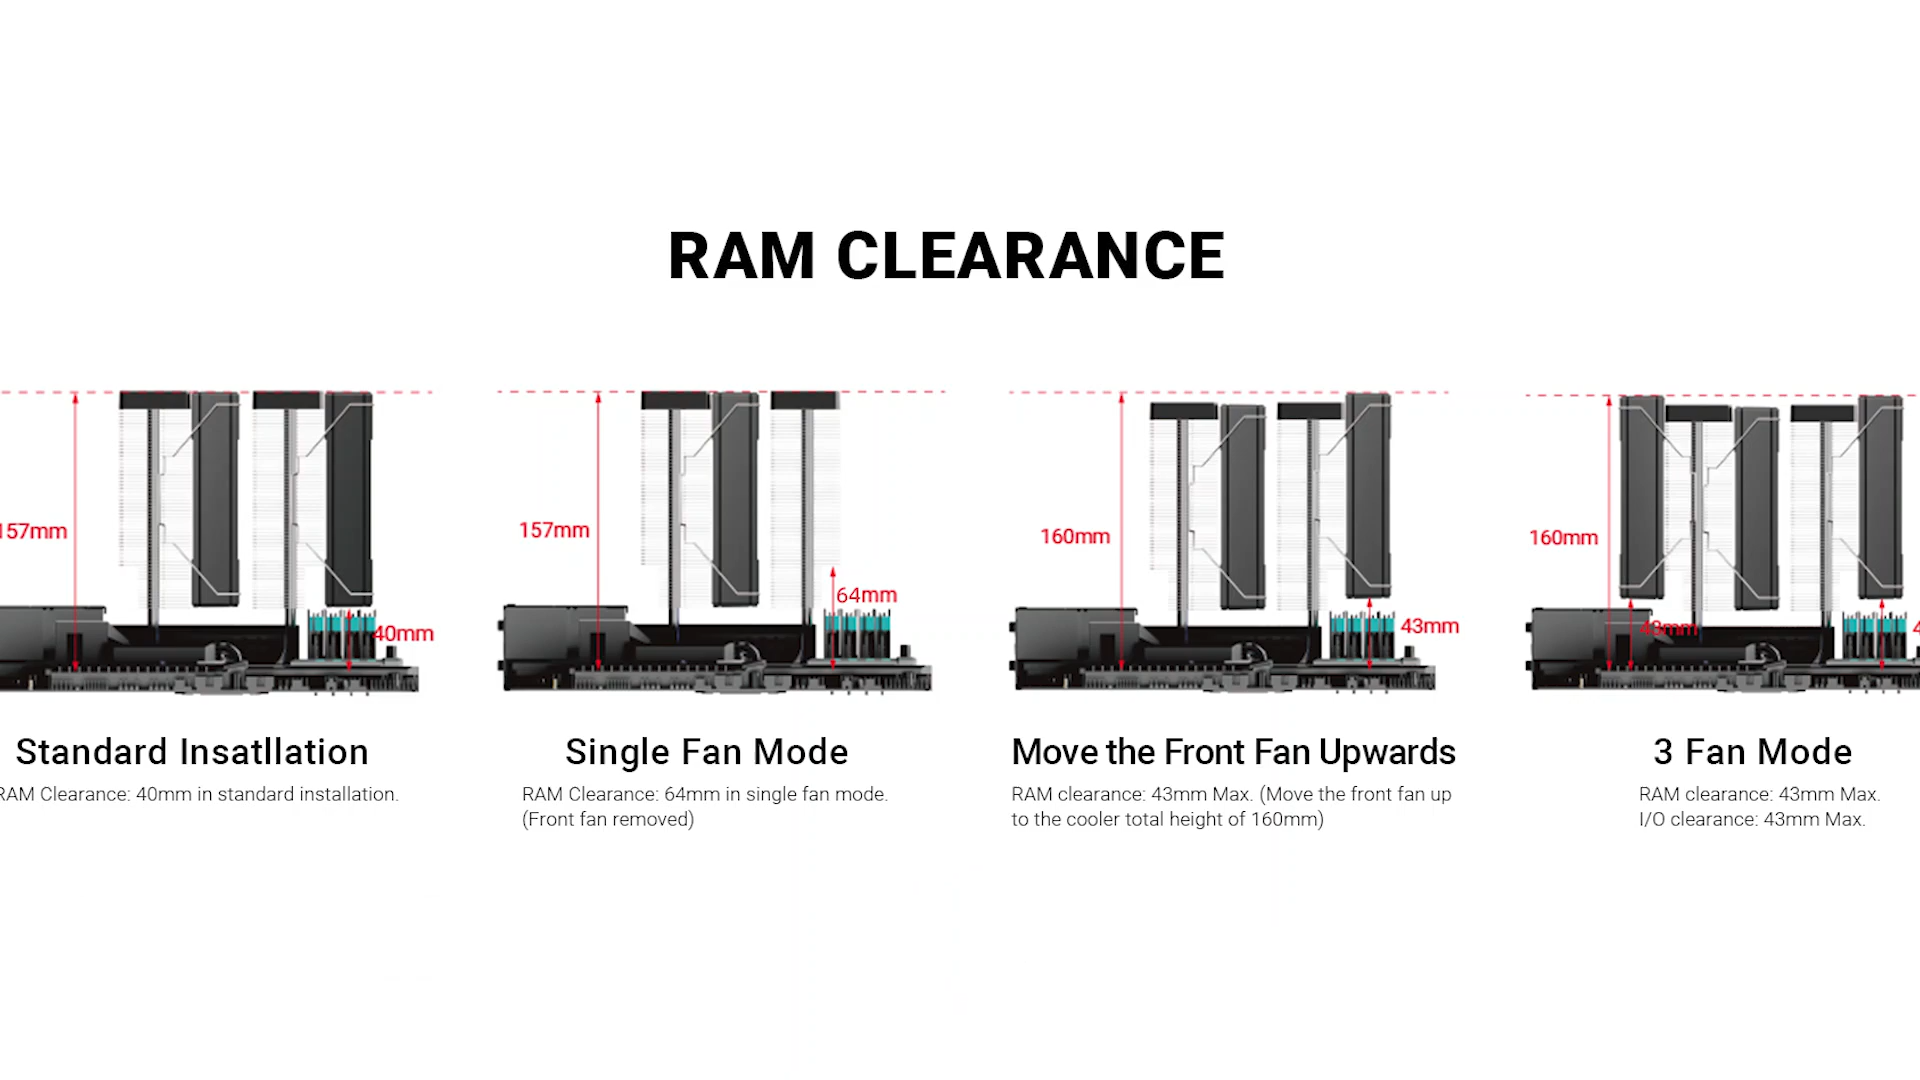 RAM CLEARANCE
157mm
40mm
157mm
64mm
160mm
43mm
160mm
43mm
Standard Insatllation
RAM Clearance: 40mm in standard installation.
Single Fan Mode
RAM Clearance: 64mm in single fan mode.
(Front fan removed)
Move the Front Fan Upwards
RAM clearance: 43mm Max. (Move the front fan up
to the cooler total height of 160mm)
3 Fan Mode
RAM clearance: 43mm Max.
I/O clearance: 43mm Max.